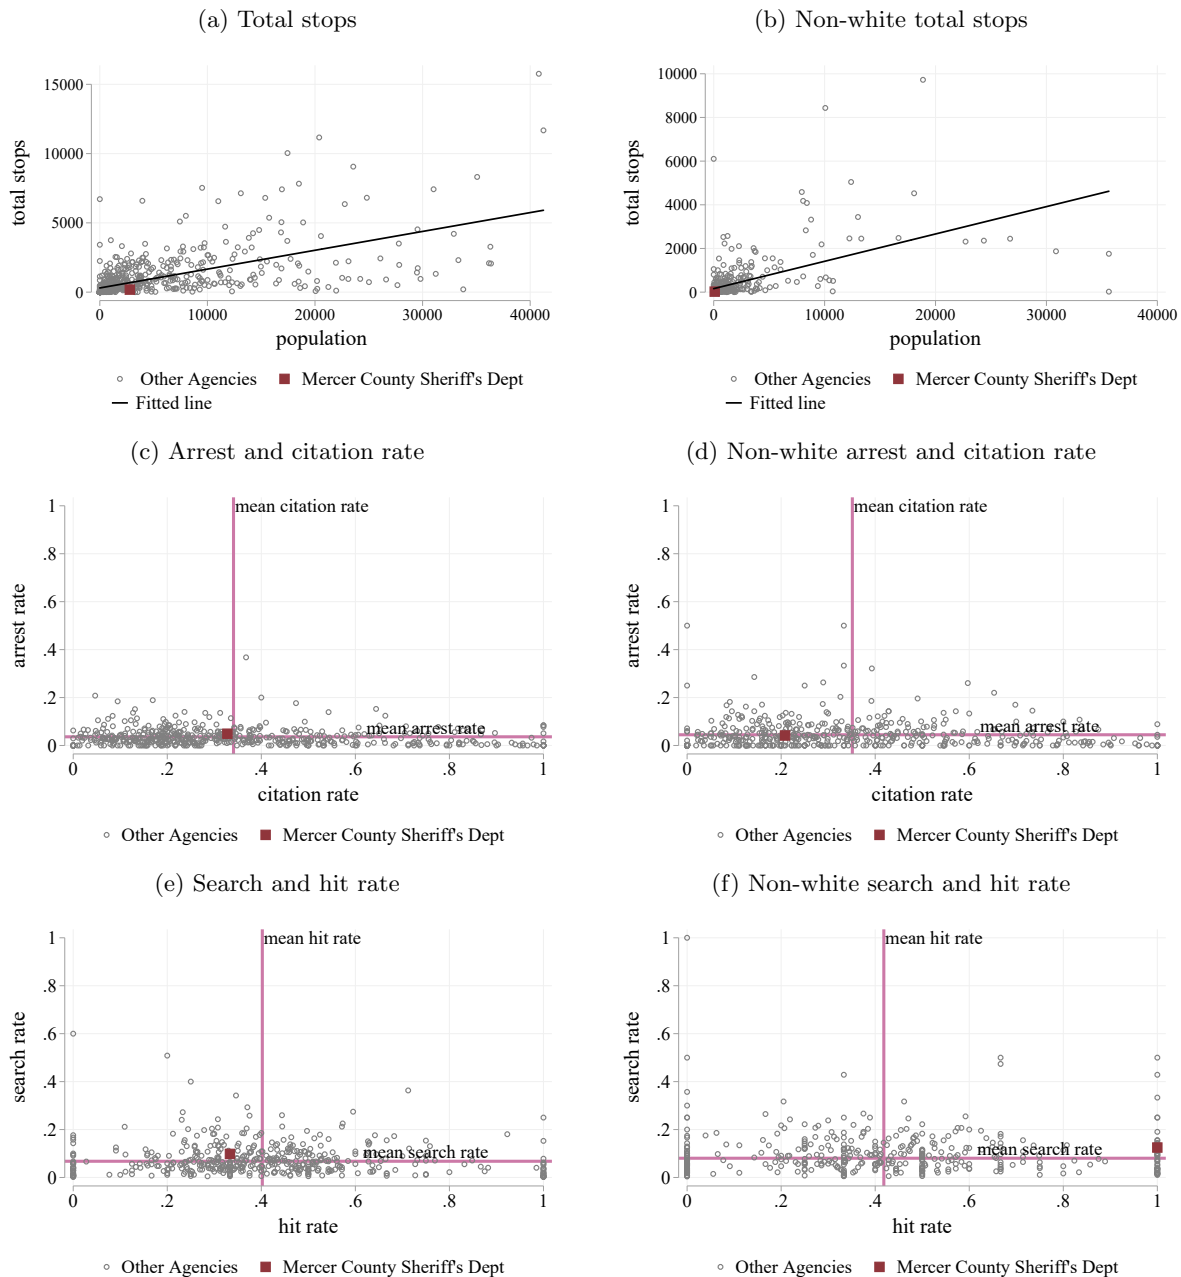 (a) Total stops
(b) Non-white total stops
total stops
15000
10000
5000
0
0 10000 20000 30000 40000
population
Other Agencies Mercer County Sheriff's Dept
Fitted line
total stops
10000
8000
6000
4000
2000
0
0 10000 20000 30000 40000
population
Other Agencies Mercer County Sheriff's Dept
Fitted line
(c) Arrest and citation rate
(d) Non-white arrest and citation rate
arrest rate
1
.8
.6
.4
.2
0
mean citation rate
mean arrest rate
0 .2 .4 .6 .8 1
citation rate
Other Agencies Mercer County Sheriff's Dept
arrest rate
1
.8
.6
.4
.2
0
mean citation rate
mean arrest rate
0 .2 .4 .6 .8 1
citation rate
Other Agencies Mercer County Sheriff's Dept
(e) Search and hit rate
(f) Non-white search and hit rate
search rate
1
.8
.6
.4
.2
0
mean hit rate
mean search rate
0 .2 .4 .6 .8 1
hit rate
Other Agencies Mercer County Sheriff's Dept
search rate
1
.8
.6
.4
.2
0
mean hit rate
mean search rate
0 .2 .4 .6 .8 1
hit rate
Other Agencies Mercer County Sheriff's Dept